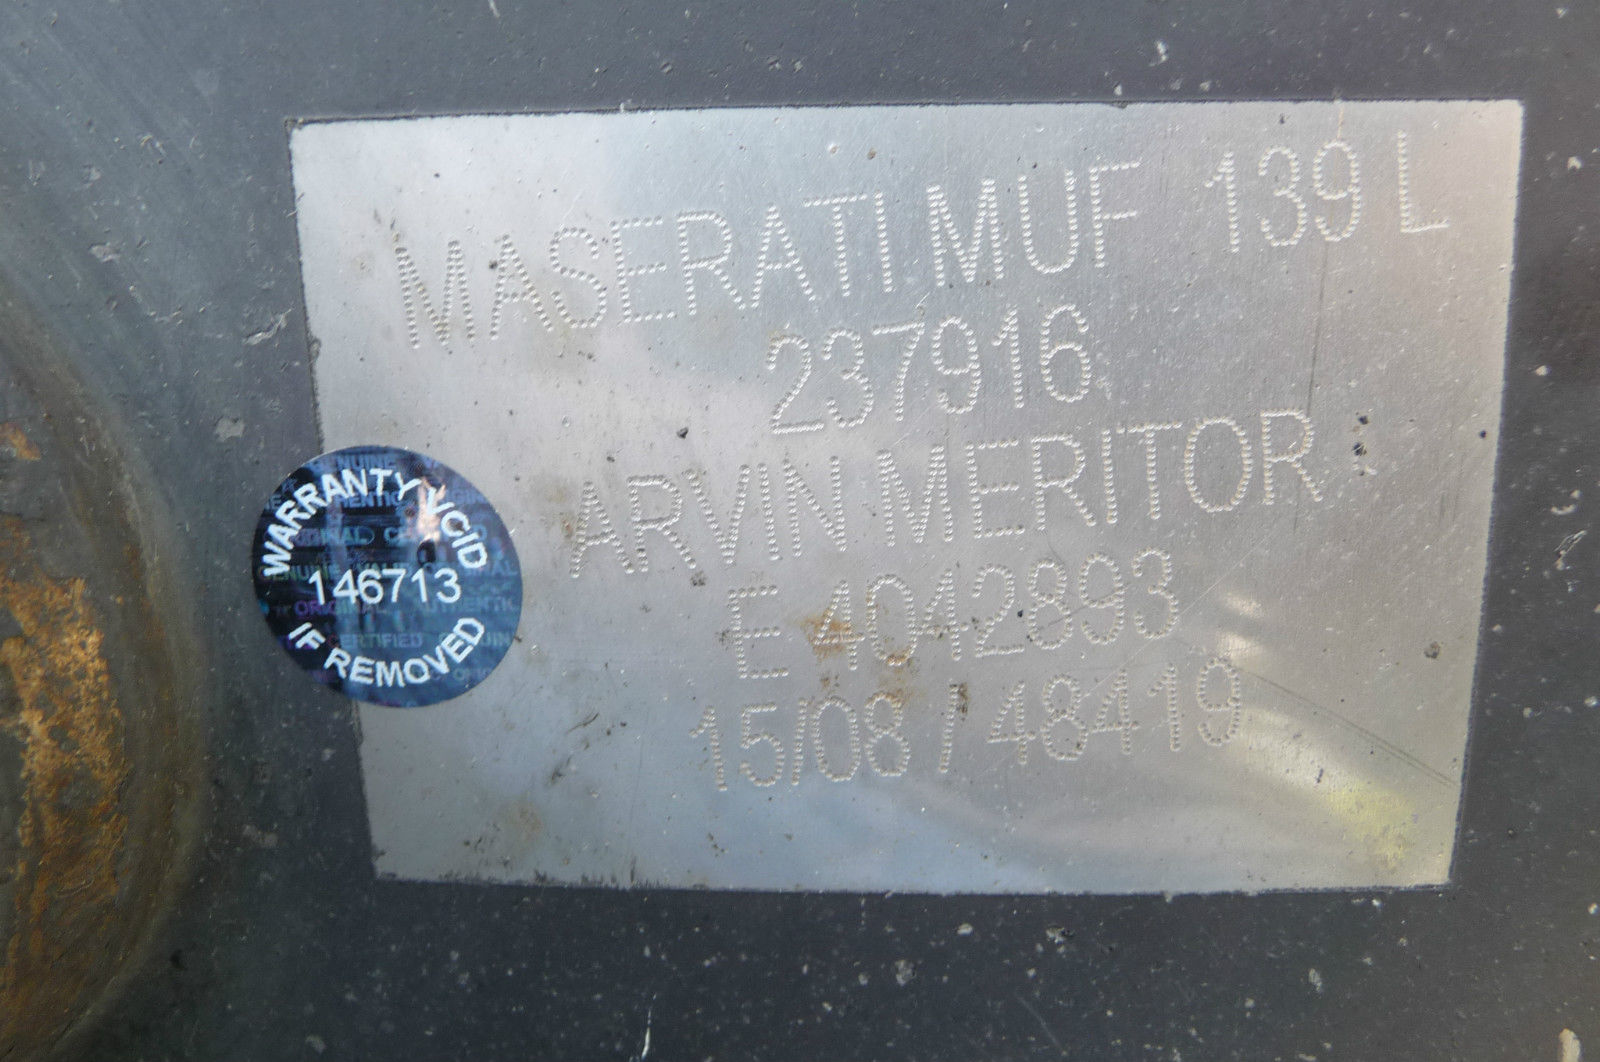 MASERATI MUF 139 L
237916
ARVIN MERITOR
E 4042893
15/08 / 48419
WARRANTY VOID
146713
IF REMOVED